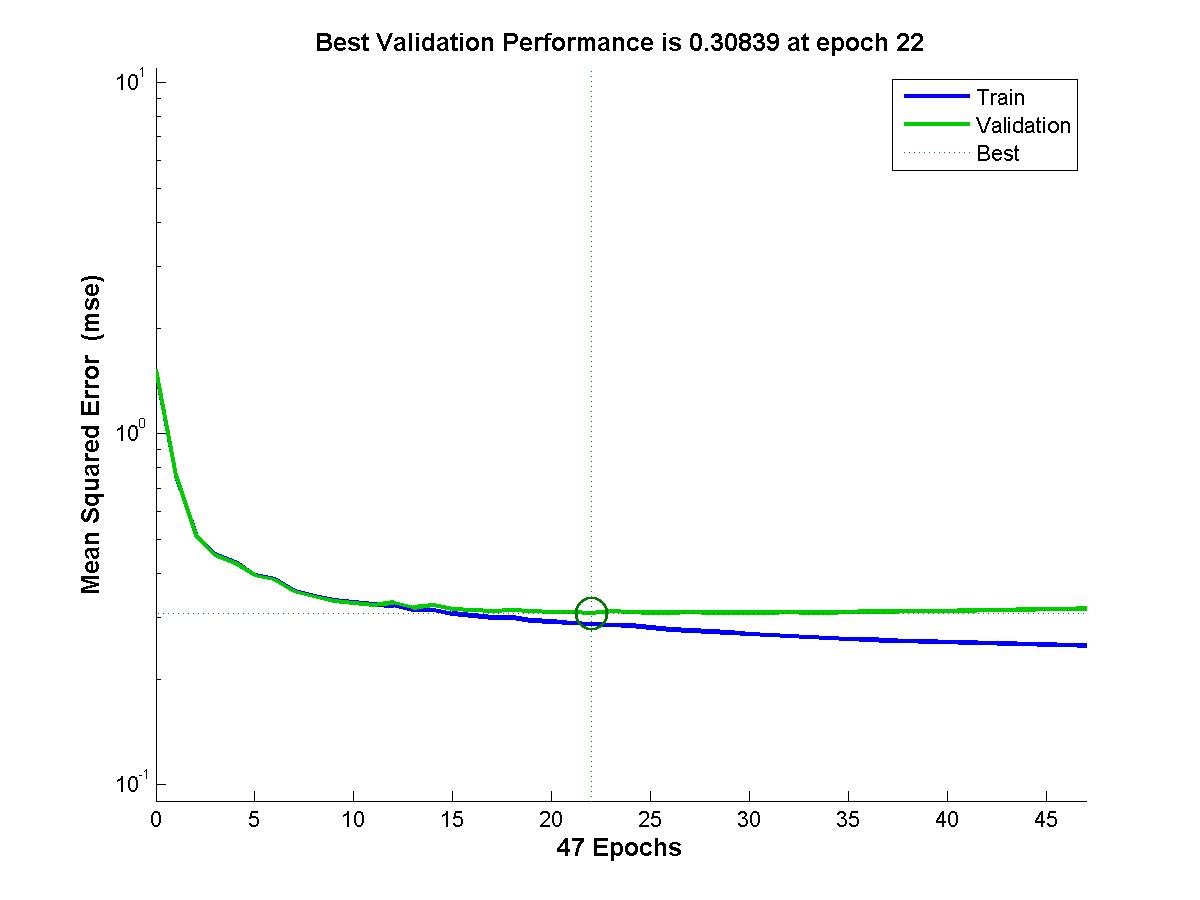 Best Validation Performance is 0.30839 at epoch 22
Train
Validation
Best
Mean Squared Error (mse)
10^1
10^0
10^-1
0 5 10 15 20 25 30 35 40 45
47 Epochs